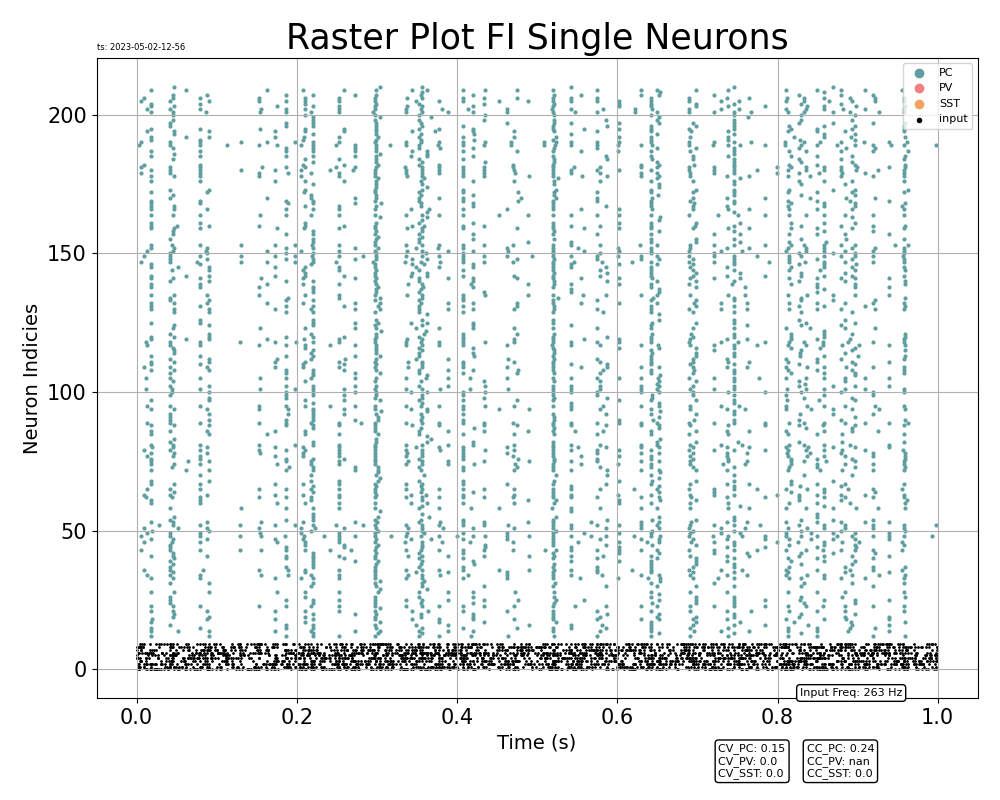 Raster Plot FI Single Neurons
ts: 2023-05-02-12-56
PC
PV
SST
input
200
150
100
50
0
Neuron Indicies
Input Freq: 263 Hz
0.0 0.2 0.4 0.6 0.8 1.0
Time (s)
CV_PC: 0.15
CV_PV: 0.0
CV_SST: 0.0
CC_PC: 0.24
CC_PV: nan
CC_SST: 0.0